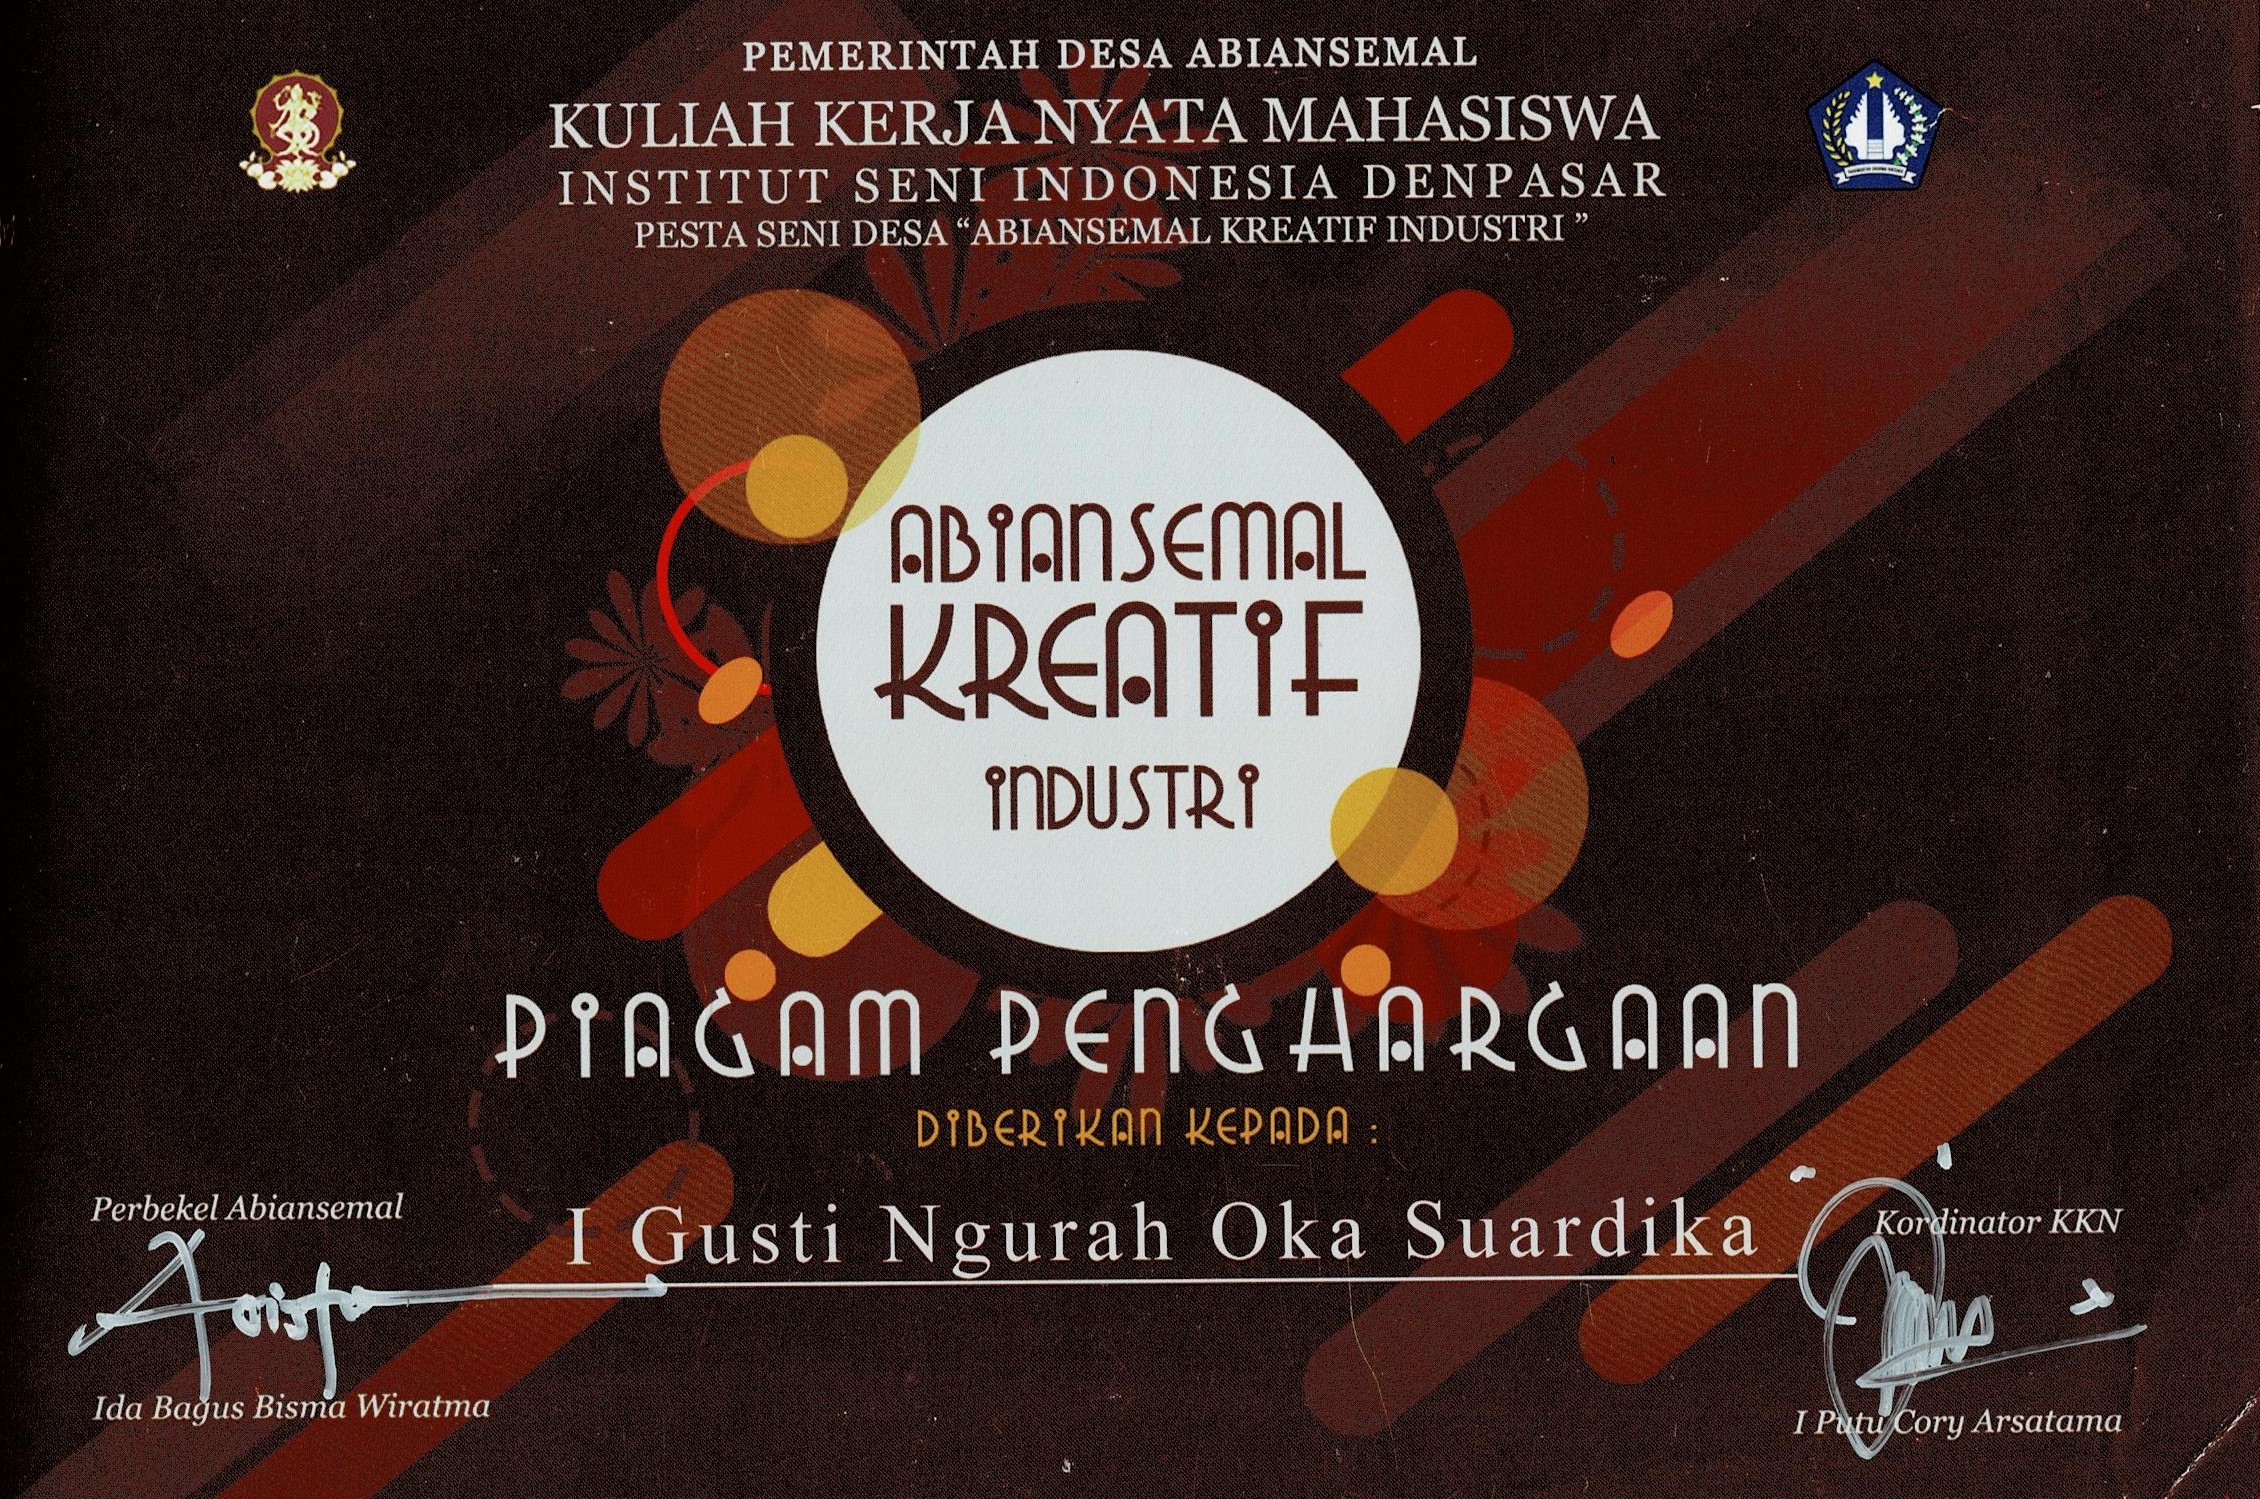 PEMERINTAH DESA ABIANSEMAL
KULIAH KERJA NYATA MAHASISWA
INSTITUT SENI INDONESIA DENPASAR
PESTA SENI DESA “ABIANSEMAL KREATIF INDUSTRI ”
ABIANSEMAL
KREATIF
INDUSTRI
PIAGAM PENGHARGAAN
DIBERIKAN KEPADA :
I Gusti Ngurah Oka Suardika
Perbekel Abiansemal
Ida Bagus Bisma Wiratma
Kordinator KKN
I Putu Cory Arsatama